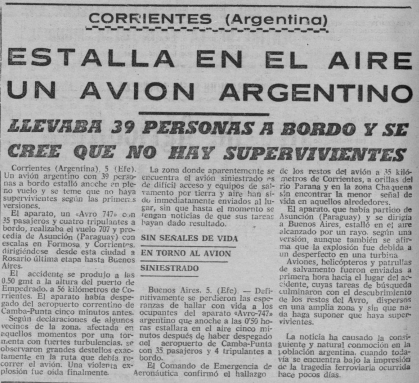 CORRIENTES (Argentina)
ESTALLA EN EL AIRE
UN AVION ARGENTINO
LLEVABA 39 PERSONAS A BORDO Y SE
CREE QUE NO HAY SUPERVIVIENTES
Corrientes (Argentina). 5 (Efe).
Un avión argentino con 39 perso-
nas a bordo estalló anoche en ple-
no vuelo y se teme que no haya
supervivientes según las primeras
versiones.
El aparato, un «Avro 747» con
35 pasajeros y cuatro tripulantes a
bordo, realizaba el vuelo 707 y pro-
cedía de Asunción (Paraguay) con
escalas en Formosa y Corrientes,
dirigiéndose desde esta ciudad a
Rosario última etapa hasta Buenos
Aires.
El accidente se produjo a las
0.50 gmt a la altura del puerto de
Empedrado, a 56 kilómetros de Co-
rrientes. El aparato había despe-
gado del aeropuerto correntino de
Camba-Punta cinco minutos antes.
Según declaraciones de algunos
vecinos de la zona, afectada en
aquellos momentos por una tor-
menta con fuertes turbulencias, se
observaron grandes destellos exac-
tamente en la ruta que debía re-
correr el avión. Una violenta ex-
plosión fue oída finalmente.
La zona donde aparentemente se
encuentra el avión siniestrado es
de difícil acceso y equipos de sal-
vamento por tierra y aire han si-
do inmediatamente enviados al lu-
gar, sin que hasta el momento se
tengan noticias de que sus tareas
hayan dado resultado.
SIN SEÑALES DE VIDA
EN TORNO AL AVION
SINIESTRADO
Buenos Aires. 5 (Efe). — Defi-
nitivamente se perdieron las espe-
ranzas de hallar con vida a los
ocupantes del aparato «Avro-747»
argentino que anoche a las 0'50 ho-
ras estallara en el aire cinco minu-
tos después de haber despegado
del aeropuerto de Camba-Punta
con 35 pasajeros y 4 tripulantes a
bordo.
El Comando de Emergencia de
Aeronáutica confirmó el hallazgo
de los restos del avión a 35 kiló-
metros de Corrientes, a orillas del
río Paraná y en la zona Chaqueña
sin encontrar la menor señal de
vida en aquellos alrededores.
El aparato, que había partido de
Asunción (Paraguay) y se dirigía
a Buenos Aires, estalló en el aire
alcanzado por un rayo, según una
versión, aunque también se afir-
ma que la explosión fue debida a
un desperfecto en una turbina.
Aviones, helicópteros y patrullas
de salvamento fueron enviados a
primera hora hacia el lugar del ac-
cidente, cuyas tareas de búsqueda
culminaron con el descubrimiento
de los restos del Avro, dispersos
en una amplia zona y sin que na-
da haga suponer que haya super-
vivientes.
La noticia ha causado la consi-
guiente y natural conmoción en la
población argentina, cuando toda-
vía se encuentra bajo la impresión
de la tragedia ferroviaria ocurrida
hace pocos días.